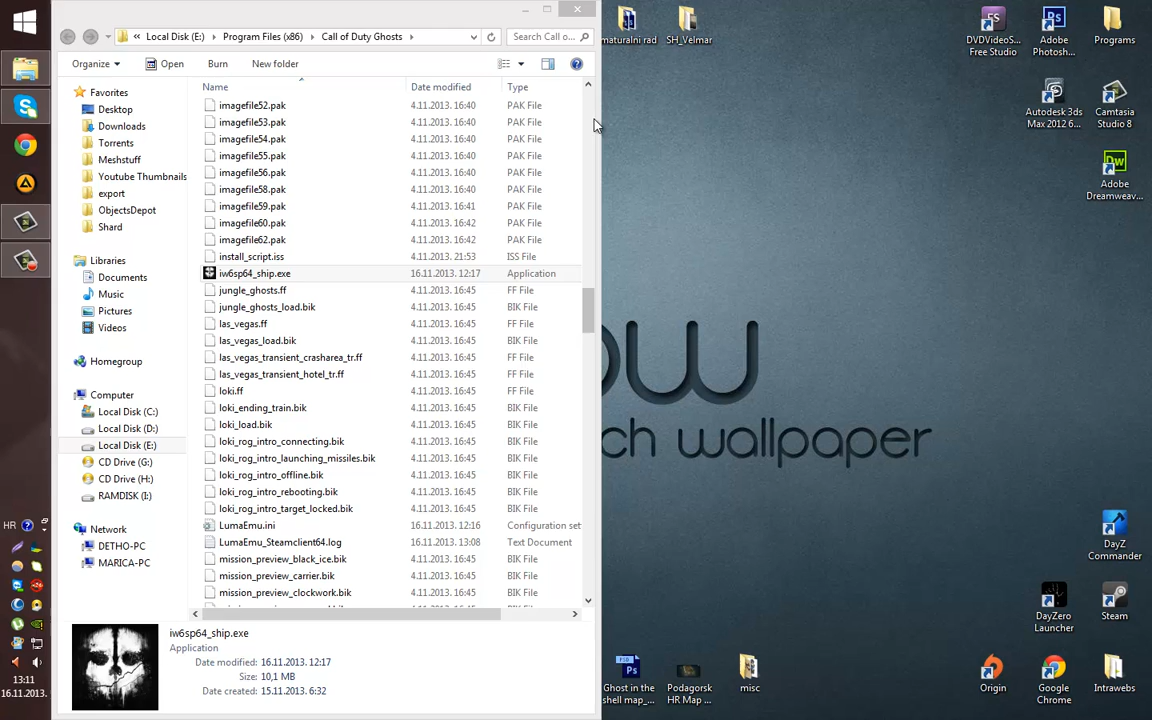 Local Disk (E:) Program Files (x86) Call of Duty Ghosts Search Call...
Organize Open Burn New folder
Favorites
Desktop
Downloads
Torrents
Meshstuff
Youtube Thumbnails
export
ObjectsDepot
Shard
Libraries
Documents
Music
Pictures
Videos
Homegroup
Computer
Local Disk (C:)
Local Disk (D:)
Local Disk (E:)
CD Drive (G:)
CD Drive (H:)
RAMDISK (I:)
Network
DETHO-PC
MARICA-PC
Name Date modified Type
imagefile52.pak 4.11.2013. 16:40 PAK File
imagefile53.pak 4.11.2013. 16:40 PAK File
imagefile54.pak 4.11.2013. 16:40 PAK File
imagefile55.pak 4.11.2013. 16:40 PAK File
imagefile56.pak 4.11.2013. 16:40 PAK File
imagefile58.pak 4.11.2013. 16:40 PAK File
imagefile59.pak 4.11.2013. 16:41 PAK File
imagefile60.pak 4.11.2013. 16:42 PAK File
imagefile62.pak 4.11.2013. 16:42 PAK File
install_script.iss 4.11.2013. 21:53 ISS File
iw6sp64_ship.exe 16.11.2013. 12:17 Application
jungle_ghosts.ff 4.11.2013. 16:45 FF File
jungle_ghosts_load.bik 4.11.2013. 16:45 BIK File
las_vegas.ff 4.11.2013. 16:45 FF File
las_vegas_load.bik 4.11.2013. 16:45 BIK File
las_vegas_transient_crasharea_tr.ff 4.11.2013. 16:45 FF File
las_vegas_transient_hotel_tr.ff 4.11.2013. 16:45 FF File
loki.ff 4.11.2013. 16:45 FF File
loki_ending_train.bik 4.11.2013. 16:45 BIK File
loki_load.bik 4.11.2013. 16:45 BIK File
loki_rog_intro_connecting.bik 4.11.2013. 16:45 BIK File
loki_rog_intro_launching_missiles.bik 4.11.2013. 16:45 BIK File
loki_rog_intro_offline.bik 4.11.2013. 16:45 BIK File
loki_rog_intro_rebooting.bik 4.11.2013. 16:45 BIK File
loki_rog_intro_target_locked.bik 4.11.2013. 16:45 BIK File
LumaEmu.ini 16.11.2013. 12:16 Configuration set
LumaEmu_Steamclient64.log 16.11.2013. 13:08 Text Document
mission_preview_black_ice.bik 4.11.2013. 16:45 BIK File
mission_preview_carrier.bik 4.11.2013. 16:45 BIK File
mission_preview_clockwork.bik 4.11.2013. 16:45 BIK File
iw6sp64_ship.exe
Application
Date modified: 16.11.2013. 12:17
Size: 10,1 MB
Date created: 15.11.2013. 6:32
HR
13:11
16.11.2013.
maturalni rad
SH_Velmar
DVDVideoS...
Free Studio
Adobe
Photosh...
Programs
Autodesk 3ds
Max 2012 6...
Camtasia
Studio 8
Adobe
Dreamweav...
ow
ch wallpaper
DayZ
Commander
DayZero
Launcher
Steam
Ghost in the
shell map_...
Podagorsk
HR Map ...
misc
Origin
Google
Chrome
Intrawebs